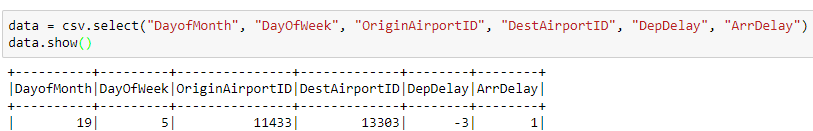 data = csv.select("DayofMonth", "DayOfWeek", "OriginAirportID", "DestAirportID", "DepDelay", "ArrDelay")
data.show()
+----------+---------+---------------+-------------+--------+--------+
|DayofMonth|DayOfWeek|OriginAirportID|DestAirportID|DepDelay|ArrDelay|
+----------+---------+---------------+-------------+--------+--------+
|        19|        5|          11433|        13303|      -3|       1|